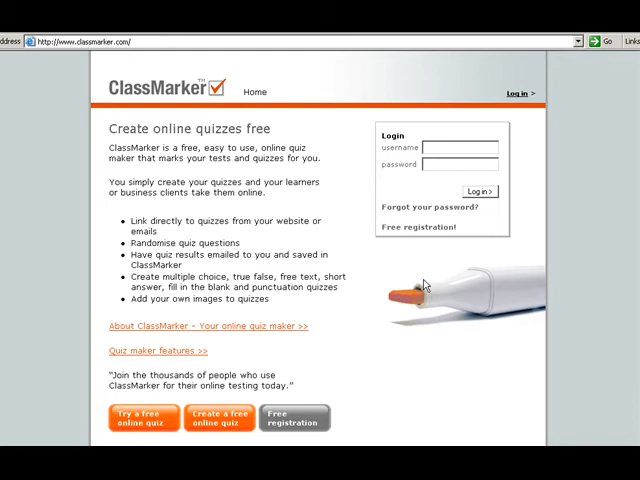 ddress http://www.classmarker.com/ Go Links
ClassMarker™ Home Log in >
Create online quizzes free
ClassMarker is a free, easy to use, online quiz
maker that marks your tests and quizzes for you.
You simply create your quizzes and your learners
or business clients take them online.
• Link directly to quizzes from your website or
emails
• Randomise quiz questions
• Have quiz results emailed to you and saved in
ClassMarker
• Create multiple choice, true false, free text, short
answer, fill in the blank and punctuation quizzes
• Add your own images to quizzes
About ClassMarker - Your online quiz maker >>
Quiz maker features >>
“Join the thousands of people who use
ClassMarker for their online testing today.”
Try a free
online quiz
Create a free
online quiz
Free
registration
Login
username
password
Log in >
Forgot your password?
Free registration!